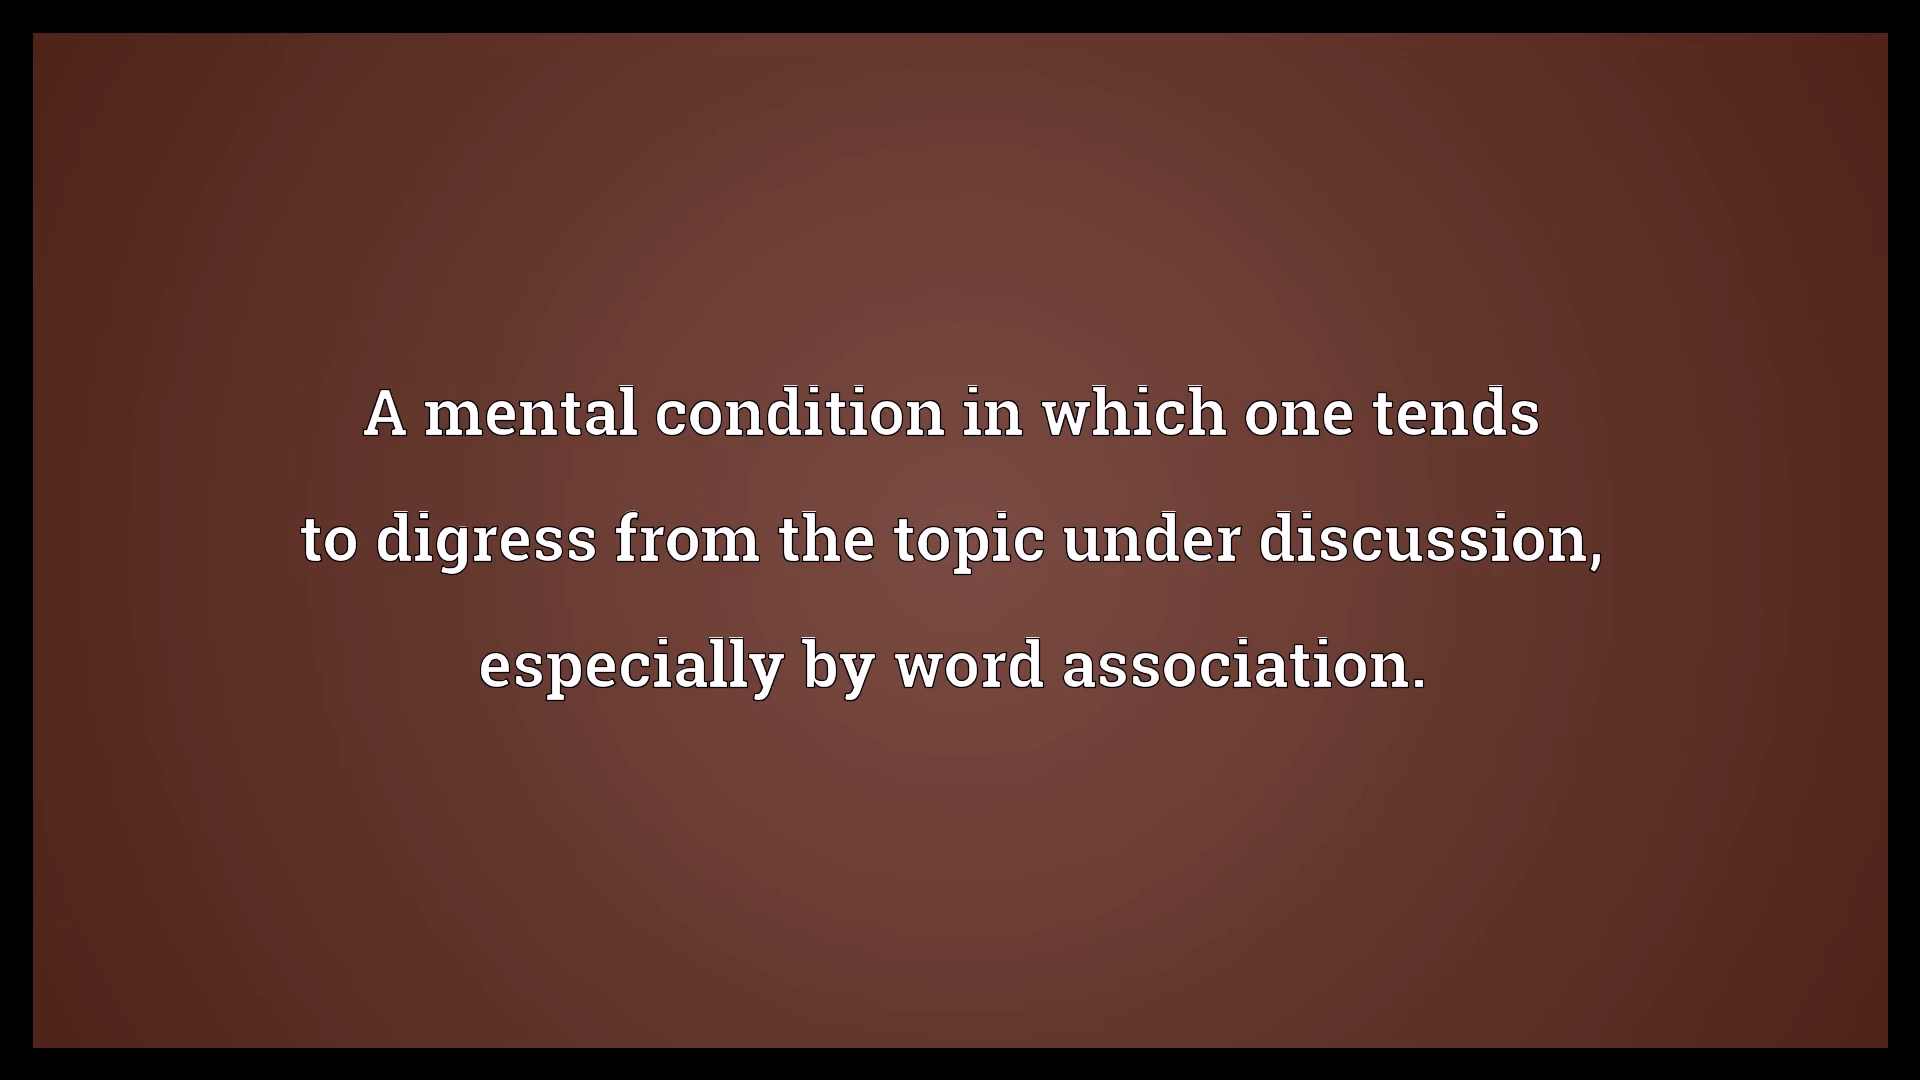 A mental condition in which one tends
to digress from the topic under discussion,
especially by word association.